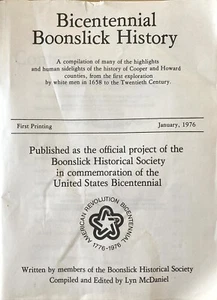 Bicentennial
Boonslick History
A compilation of many of the highlights
and human sidelights of the history of Cooper and Howard
counties, from the first exploration
by white men in 1658 to the Twentieth Century.
First Printing
January, 1976
Published as the official project of the
Boonslick Historical Society
in commemoration of the
United States Bicentennial
AMERICAN REVOLUTION BICENTENNIAL
1776-1976
Written by members of the Boonslick Historical Society
Compiled and Edited by Lyn McDaniel